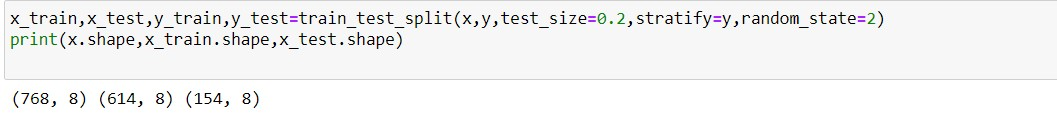 x_train,x_test,y_train,y_test=train_test_split(x,y,test_size=0.2,stratify=y,random_state=2)
print(x.shape,x_train.shape,x_test.shape)
(768, 8) (614, 8) (154, 8)